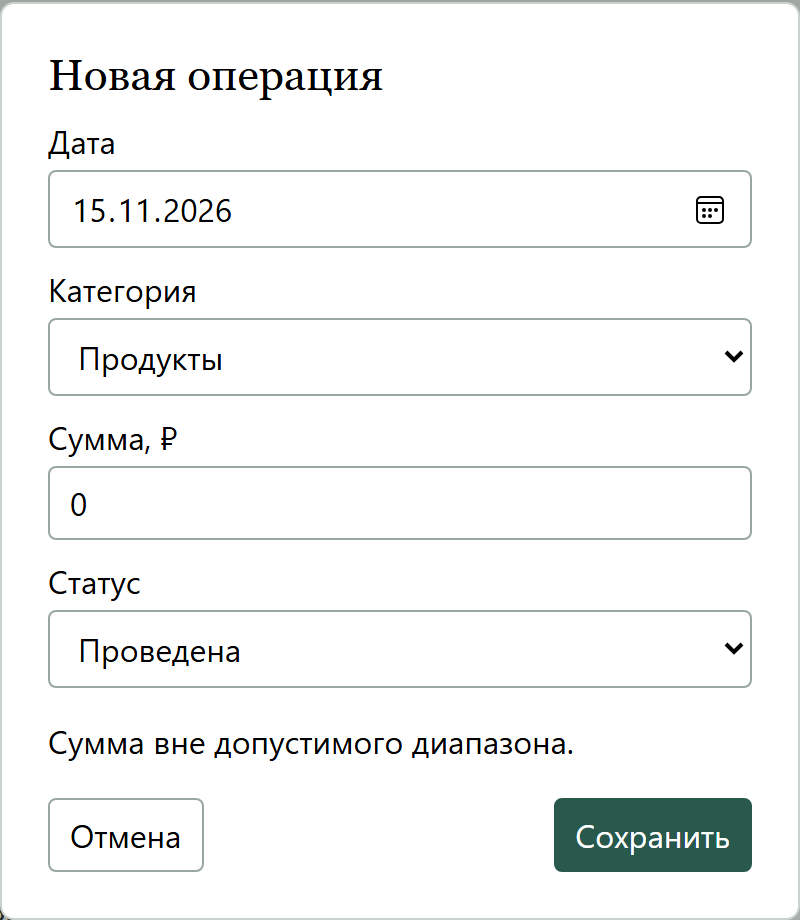 Новая операция
Дата
15.11.2026
Категория
Продукты
Сумма, ₽
0
Статус
Проведена
Сумма вне допустимого диапазона.
Отмена
Сохранить